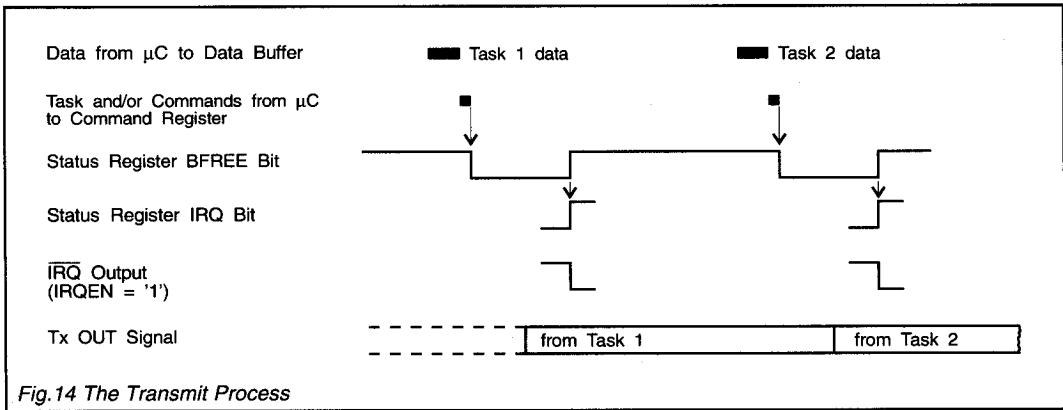 Data from µC to Data Buffer
Task 1 data
Task 2 data
Task and/or Commands from µC
to Command Register
Status Register BFREE Bit
Status Register IRQ Bit
IRQ Output
(IRQEN = '1')
Tx OUT Signal
from Task 1
from Task 2
Fig.14 The Transmit Process